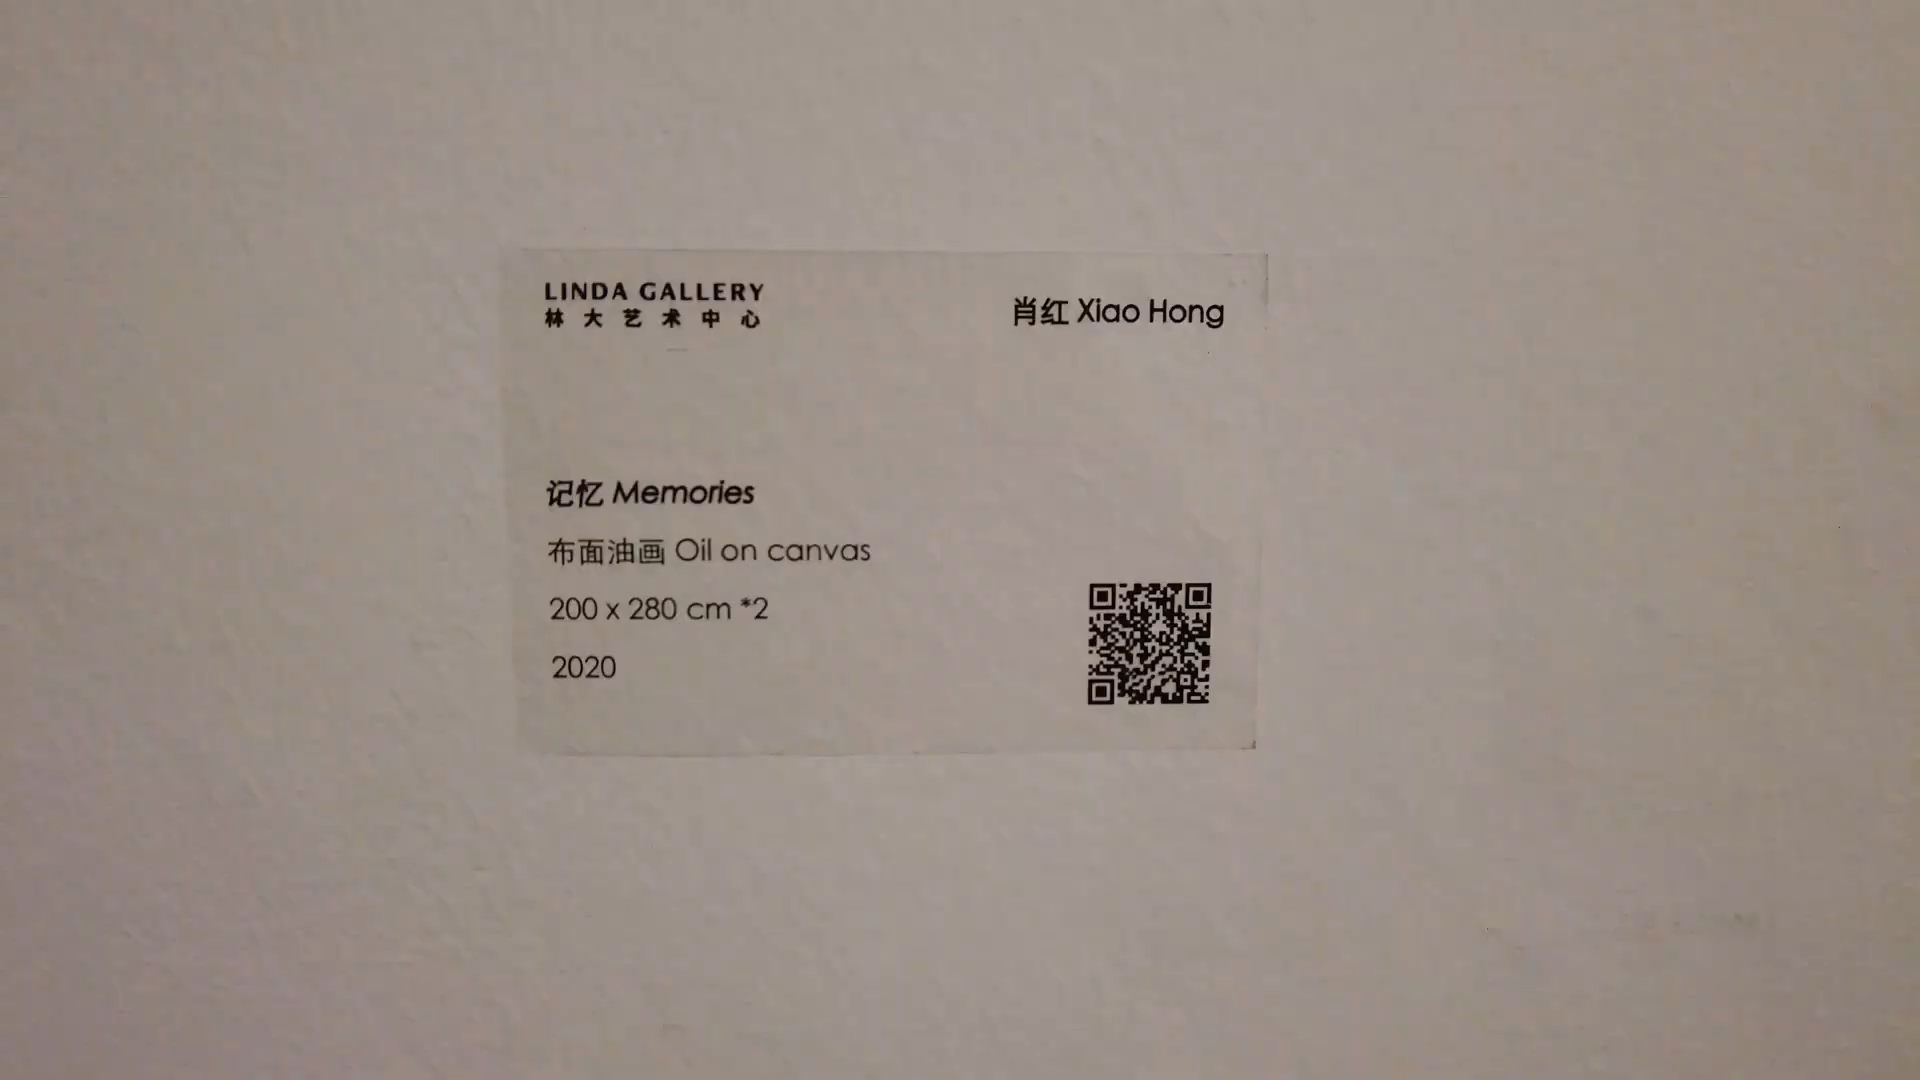 LINDA GALLERY
林大艺术中心
肖红 Xiao Hong
记忆 Memories
布面油画 Oil on canvas
200 x 280 cm *2
2020